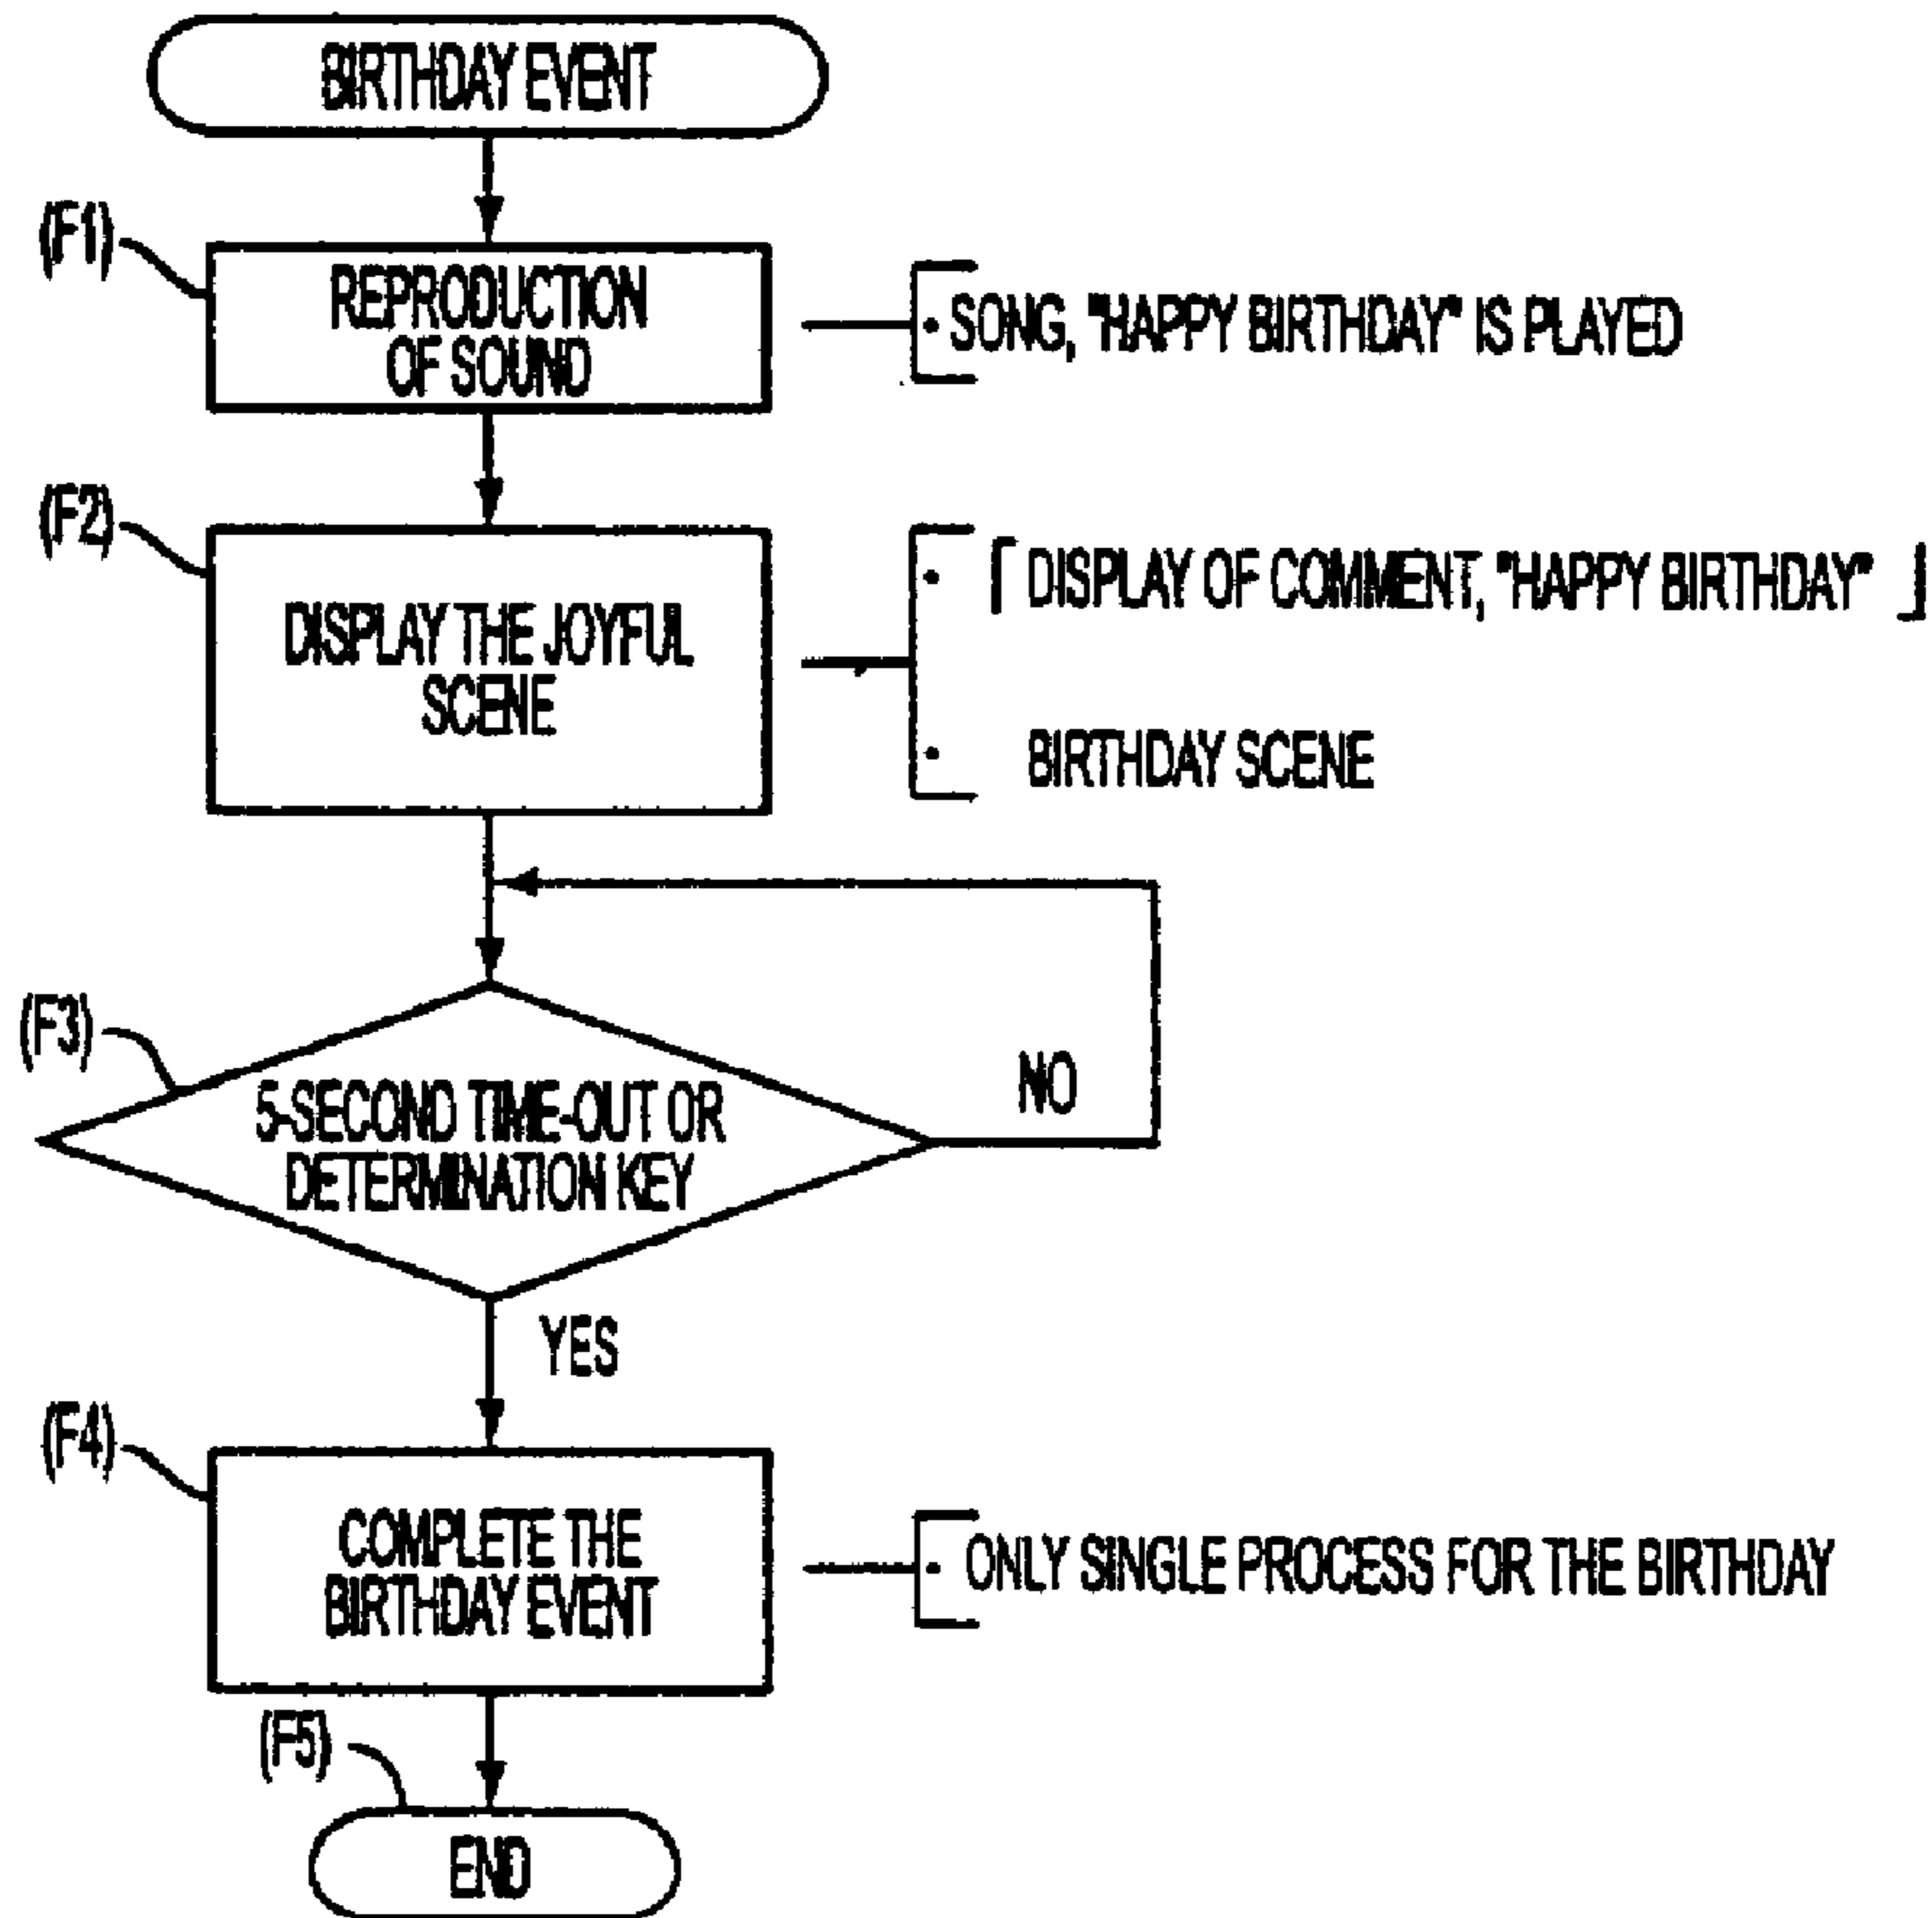 BIRTHDAY EVENT
(F1)
REPRODUCTION
OF SOUND
• SONG, "HAPPY BIRTHDAY" IS PLAYED
(F2)
DISPLAY THE JOYFUL
SCENE
• ｢ DISPLAY OF COMMENT, "HAPPY BIRTHDAY" ｣
• BIRTHDAY SCENE
(F3)
5-SECOND TIME-OUT OR
DETERMINATION KEY
NO
YES
(F4)
COMPLETE THE
BIRTHDAY EVENT
• ONLY SINGLE PROCESS FOR THE BIRTHDAY
(F5)
END